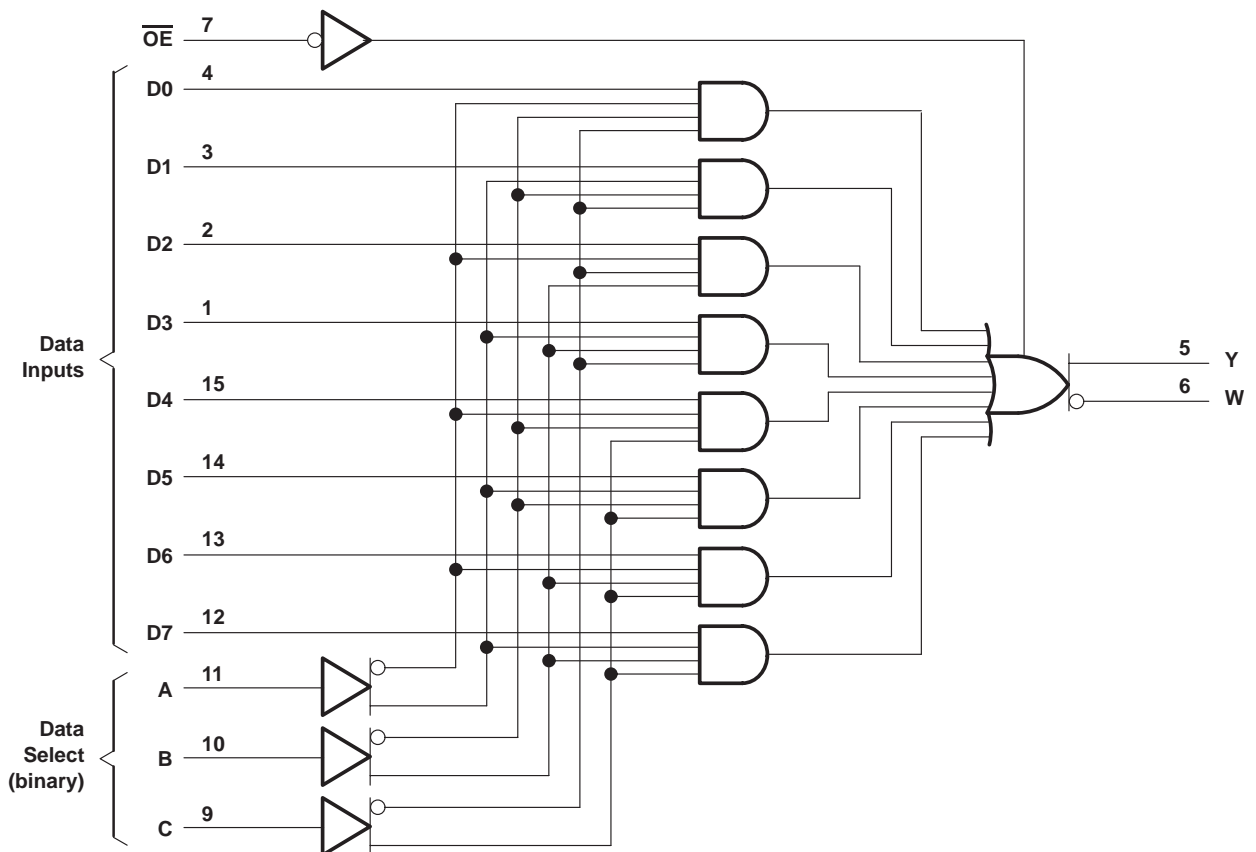 OE 7
D0 4
D1 3
D2 2
D3 1
Data
Inputs
D4 15
D5 14
D6 13
D7 12
5 Y
6 W
A 11
B 10
C 9
Data
Select
(binary)